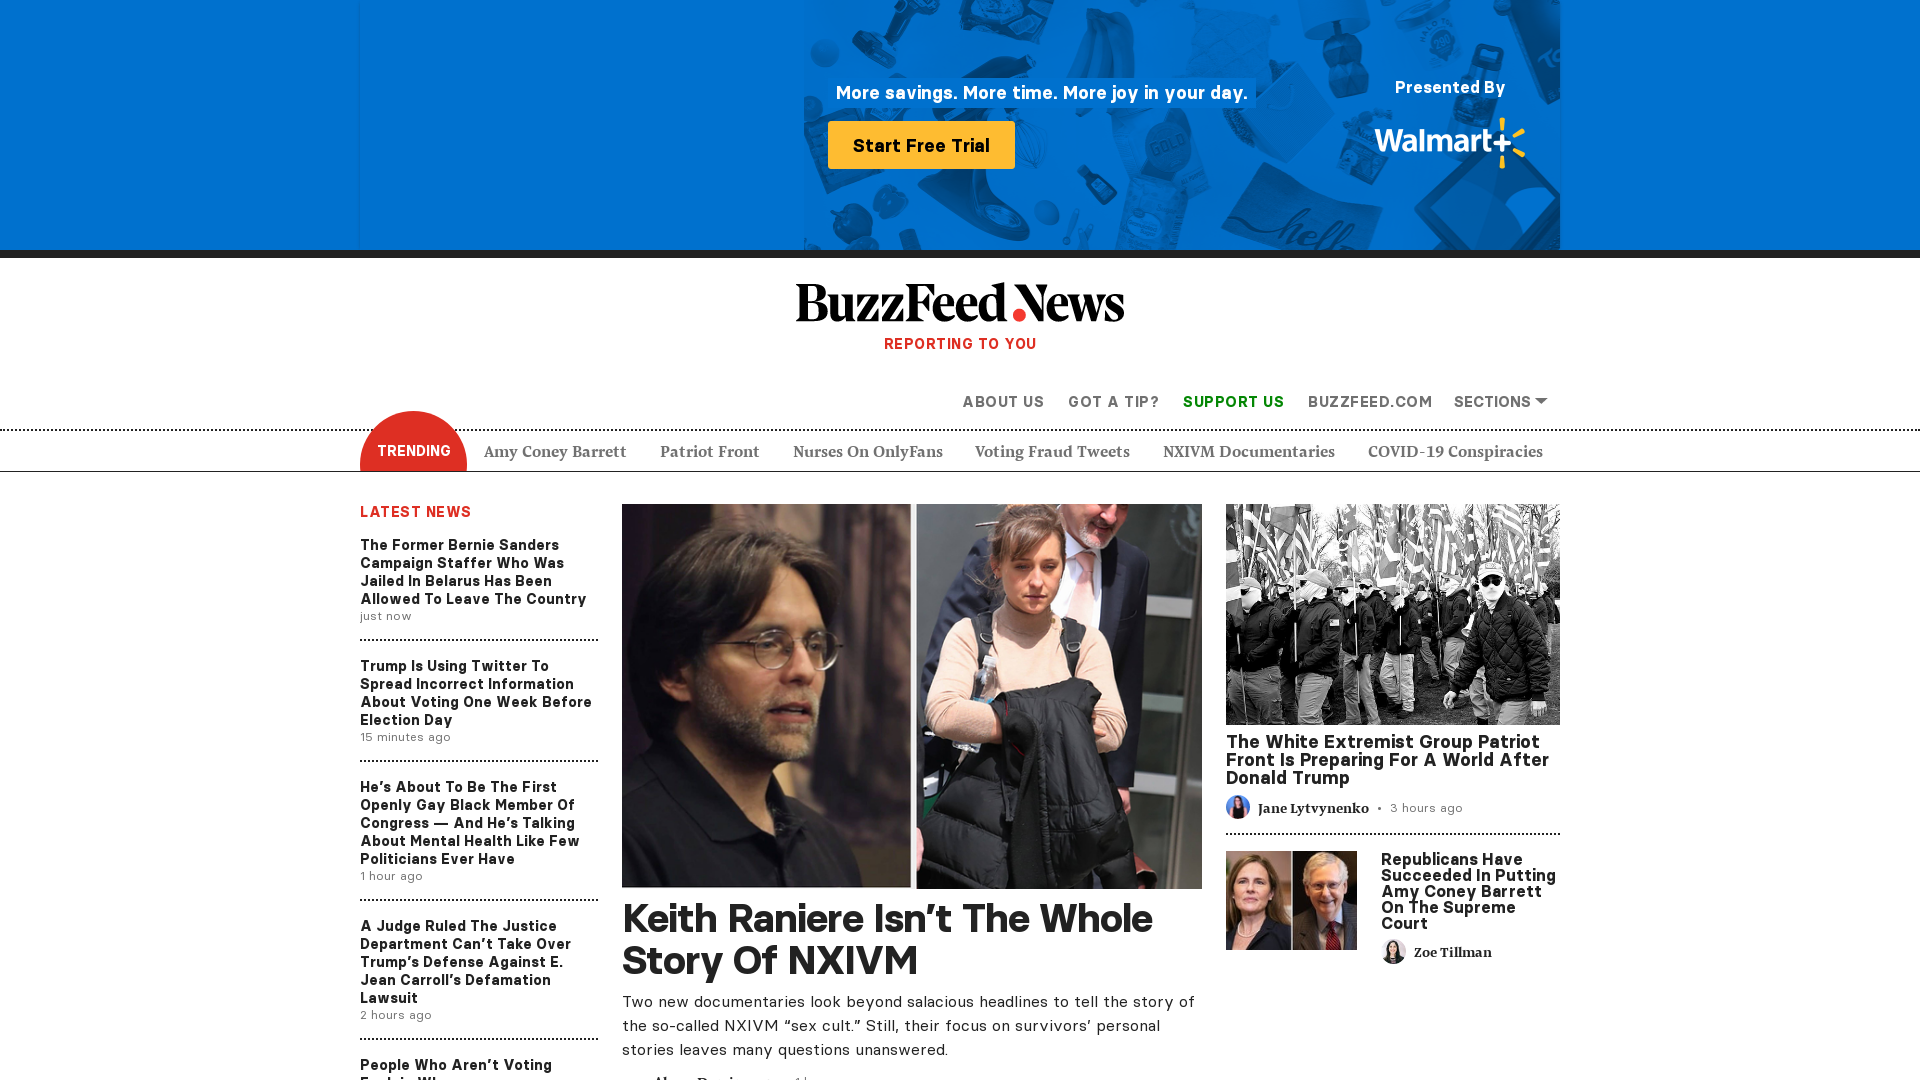 More savings. More time. More joy in your day.
Start Free Trial
Presented By
Walmart+
BuzzFeed News
REPORTING TO YOU
ABOUT US
GOT A TIP?
SUPPORT US
BUZZFEED.COM
SECTIONS
TRENDING
Amy Coney Barrett
Patriot Front
Nurses On OnlyFans
Voting Fraud Tweets
NXIVM Documentaries
COVID-19 Conspiracies
LATEST NEWS
The Former Bernie Sanders
Campaign Staffer Who Was
Jailed In Belarus Has Been
Allowed To Leave The Country
just now
Trump Is Using Twitter To
Spread Incorrect Information
About Voting One Week Before
Election Day
15 minutes ago
He’s About To Be The First
Openly Gay Black Member Of
Congress — And He’s Talking
About Mental Health Like Few
Politicians Ever Have
1 hour ago
A Judge Ruled The Justice
Department Can’t Take Over
Trump’s Defense Against E.
Jean Carroll’s Defamation
Lawsuit
2 hours ago
People Who Aren’t Voting
Keith Raniere Isn’t The Whole
Story Of NXIVM
Two new documentaries look beyond salacious headlines to tell the story of
the so-called NXIVM “sex cult.” Still, their focus on survivors’ personal
stories leaves many questions unanswered.
The White Extremist Group Patriot
Front Is Preparing For A World After
Donald Trump
Jane Lytvynenko • 3 hours ago
Republicans Have
Succeeded In Putting
Amy Coney Barrett
On The Supreme
Court
Zoe Tillman
hello
GOLD